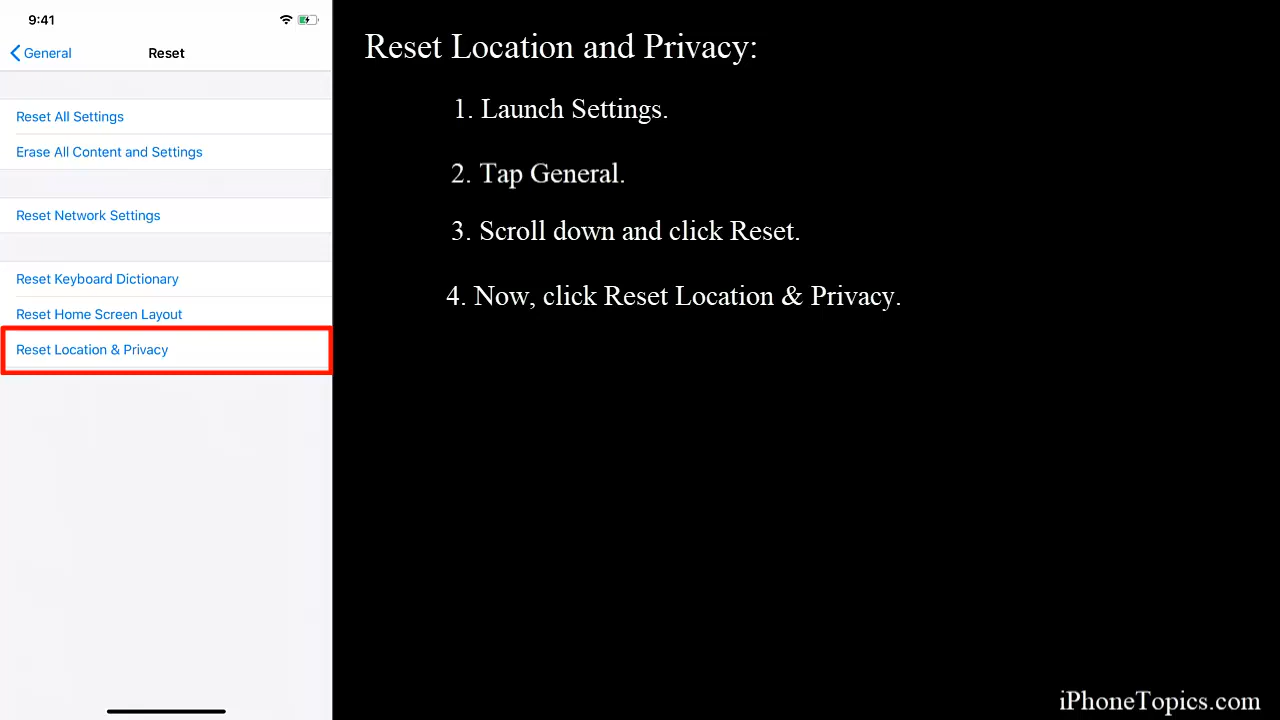 9:41
General
Reset
Reset All Settings
Erase All Content and Settings
Reset Network Settings
Reset Keyboard Dictionary
Reset Home Screen Layout
Reset Location & Privacy
Reset Location and Privacy:
1. Launch Settings.
2. Tap General.
3. Scroll down and click Reset.
4. Now, click Reset Location & Privacy.
iPhoneTopics.com